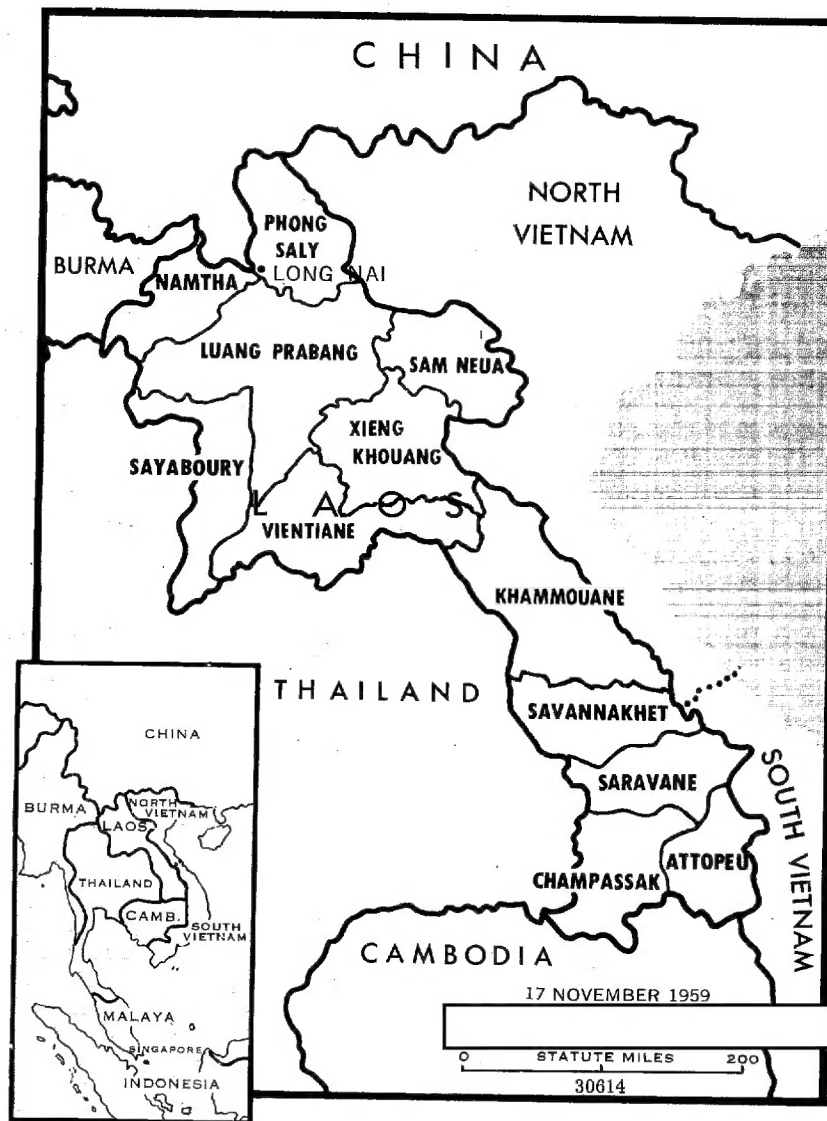 CHINA
NORTH
VIETNAM
PHONG
SALY
BURMA
LONG NAI
NAMTHA
LUANG PRABANG
SAM NEUA
XIENG
KHOUANG
SAYABOURY
LAOS
VIENTIANE
KHAMMOUANE
THAILAND
SAVANNAKHET
SARAVANE
SOUTH VIETNAM
CHAMPASSAK
ATTOPEU
CAMBODIA
17 NOVEMBER 1959
0 STATUTE MILES 200
30614
CHINA
BURMA
NORTH
VIETNAM
LAOS
THAILAND
CAMB.
SOUTH
VIETNAM
MALAYA
SINGAPORE
INDONESIA